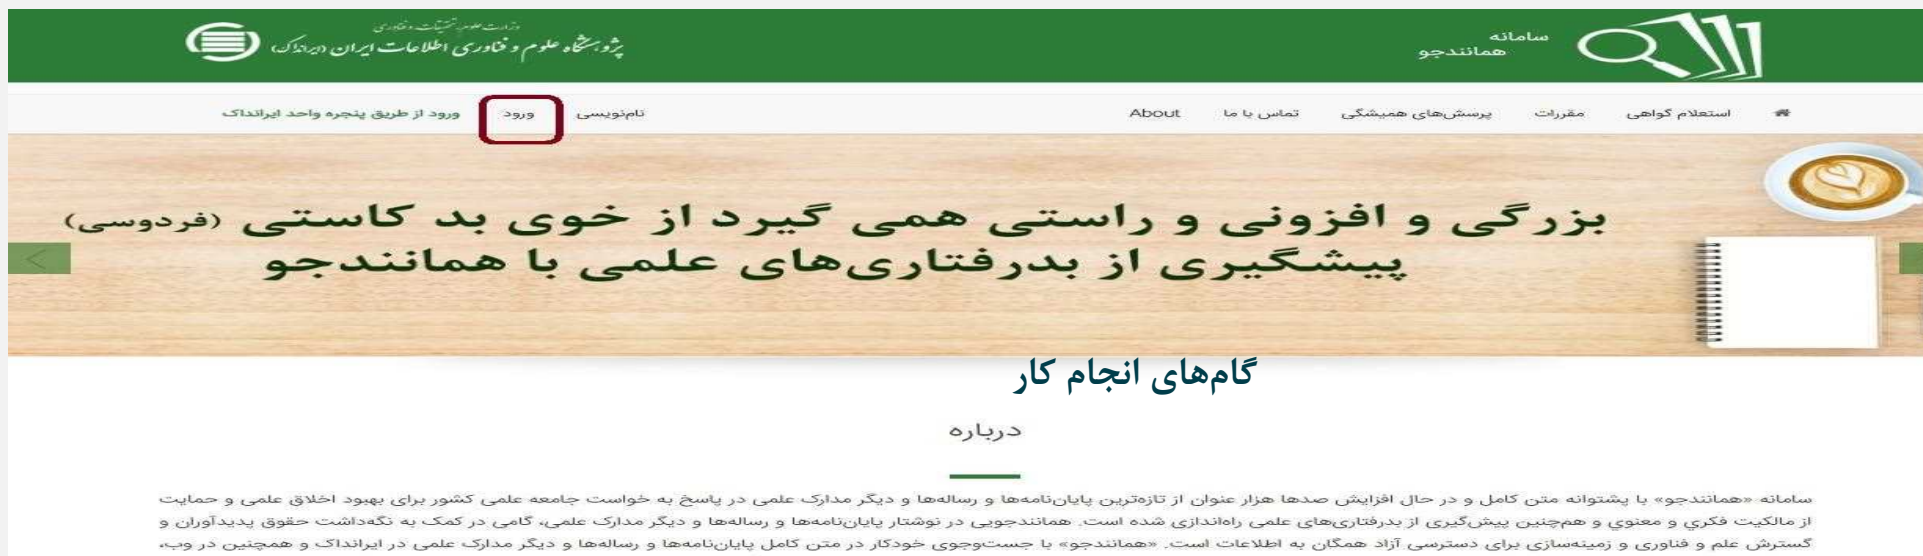 سامانه
همانندجو
وزارت علوم، تحقیقات و فناوری
پژوهشگاه علوم و فناوری اطلاعات ایران (ایرانداک)
استعلام گواهی
مقررات
پرسش‌های همیشگی
تماس با ما
About
نام‌نویسی
ورود
ورود از طریق پنجره واحد ایرانداک
بزرگی و افزونی و راستی همی گیرد از خوی بد کاستی (فردوسی)
پیشگیری از بدرفتاری‌های علمی با همانندجو
گام‌های انجام کار
درباره
سامانه «همانندجو» با پشتوانه متن کامل و در حال افزایش صدها هزار عنوان از تازه‌ترین پایان‌نامه‌ها و رساله‌ها و دیگر مدارک علمی در پاسخ به خواست جامعه علمی کشور برای بهبود اخلاق علمی و حمایت
از مالکیت فکري و معنوي و هم‌چنین پیش‌گیری از بدرفتاری‌های علمی راه‌اندازی شده است. همانندجویی در نوشتار پایان‌نامه‌ها و رساله‌ها و دیگر مدارک علمی، گامی در کمک به نگه‌داشت حقوق پدیدآوران و
گسترش علم و فناوری و زمینه‌سازی برای دسترسی آزاد همگان به اطلاعات است. «همانندجو» با جست‌وجوی خودکار در متن کامل پایان‌نامه‌ها و رساله‌ها و دیگر مدارک علمی در ایرانداک و همچنین در وب،